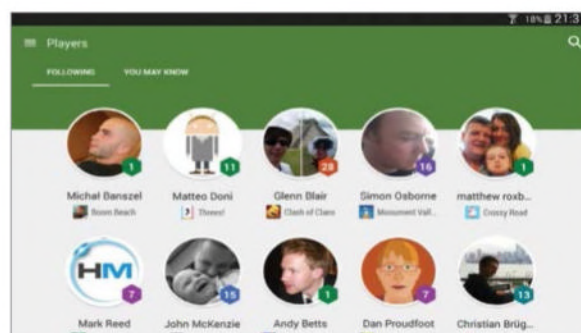 18% 21:3
Players
FOLLOWING YOU MAY KNOW
1 11 28 16 1
Michał Banszel Matteo Doni Glenn Blair Simon Osborne matthew roxb...
Boom Beach Threes! Clash of Clans Monument Vall... Crossy Road
HM
7 15 1 7 13
Mark Reed John McKenzie Andy Betts Dan Proudfoot Christian Brüg...